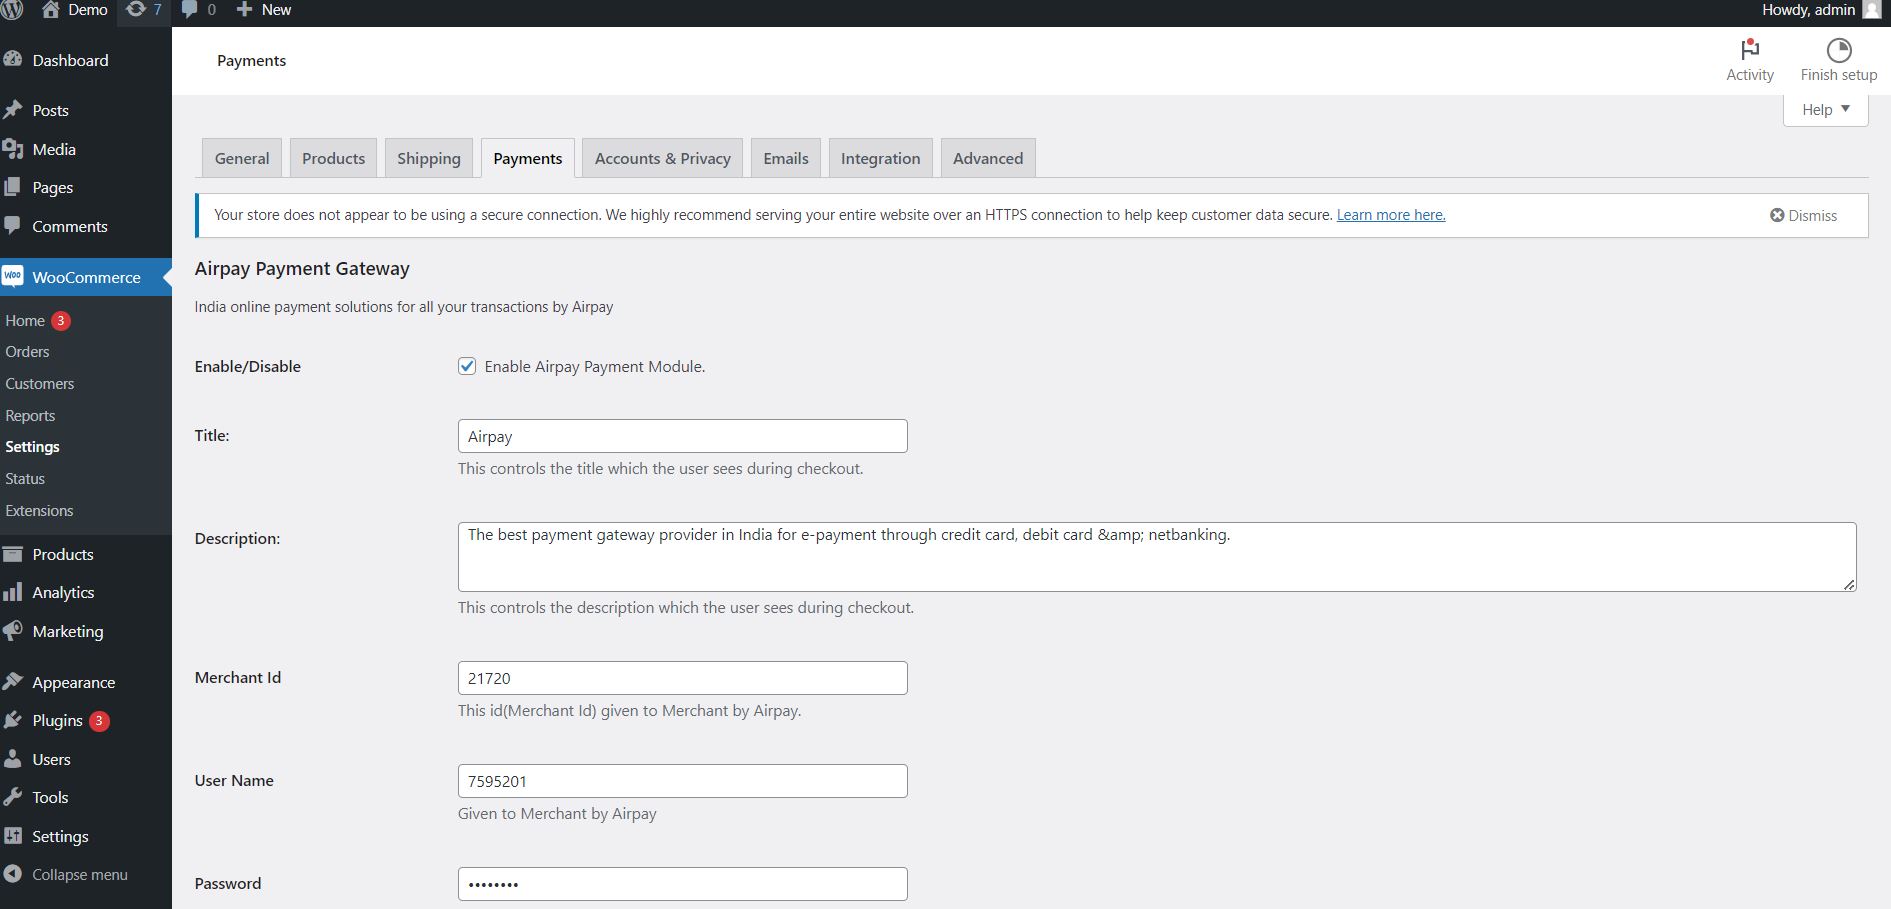 Demo 7 0 New Howdy, admin
Payments
Activity
Finish setup
Help
Dashboard
Posts
Media
Pages
Comments
WOO WooCommerce
Home 3
Orders
Customers
Reports
Settings
Status
Extensions
Products
Analytics
Marketing
Appearance
Plugins 3
Users
Tools
Settings
Collapse menu
General Products Shipping Payments Accounts & Privacy Emails Integration Advanced
Your store does not appear to be using a secure connection. We highly recommend serving your entire website over an HTTPS connection to help keep customer data secure. Learn more here. Dismiss
Airpay Payment Gateway
India online payment solutions for all your transactions by Airpay
Enable/Disable Enable Airpay Payment Module.
Title: Airpay
This controls the title which the user sees during checkout.
Description: The best payment gateway provider in India for e-payment through credit card, debit card &amp; netbanking.
This controls the description which the user sees during checkout.
Merchant Id 21720
This id(Merchant Id) given to Merchant by Airpay.
User Name 7595201
Given to Merchant by Airpay
Password ••••••••